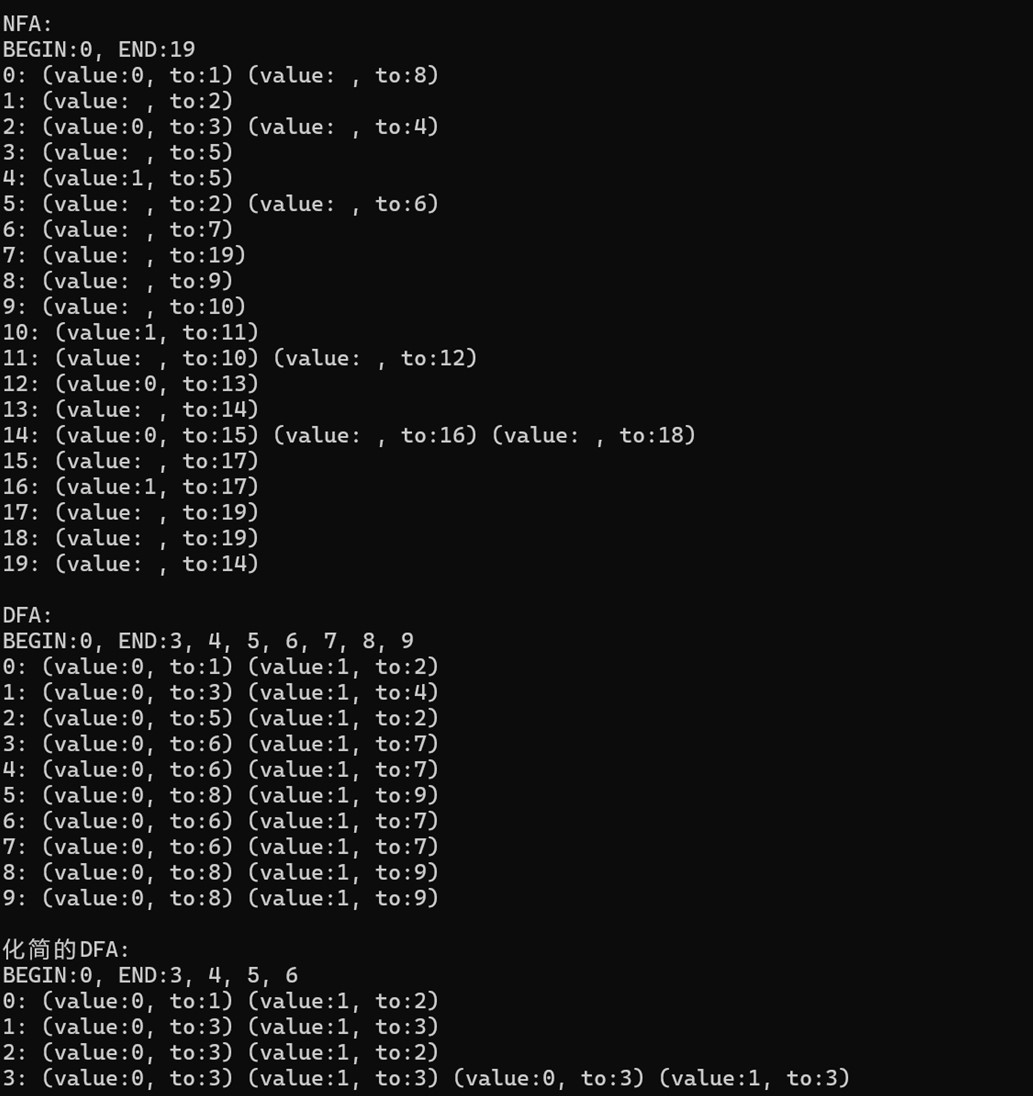 NFA:
BEGIN:0, END:19
0: (value:0, to:1) (value: , to:8)
1: (value: , to:2)
2: (value:0, to:3) (value: , to:4)
3: (value: , to:5)
4: (value:1, to:5)
5: (value: , to:2) (value: , to:6)
6: (value: , to:7)
7: (value: , to:19)
8: (value: , to:9)
9: (value: , to:10)
10: (value:1, to:11)
11: (value: , to:10) (value: , to:12)
12: (value:0, to:13)
13: (value: , to:14)
14: (value:0, to:15) (value: , to:16) (value: , to:18)
15: (value: , to:17)
16: (value:1, to:17)
17: (value: , to:19)
18: (value: , to:19)
19: (value: , to:14)
DFA:
BEGIN:0, END:3, 4, 5, 6, 7, 8, 9
0: (value:0, to:1) (value:1, to:2)
1: (value:0, to:3) (value:1, to:4)
2: (value:0, to:5) (value:1, to:2)
3: (value:0, to:6) (value:1, to:7)
4: (value:0, to:6) (value:1, to:7)
5: (value:0, to:8) (value:1, to:9)
6: (value:0, to:6) (value:1, to:7)
7: (value:0, to:6) (value:1, to:7)
8: (value:0, to:8) (value:1, to:9)
9: (value:0, to:8) (value:1, to:9)
化简的DFA:
BEGIN:0, END:3, 4, 5, 6
0: (value:0, to:1) (value:1, to:2)
1: (value:0, to:3) (value:1, to:3)
2: (value:0, to:3) (value:1, to:2)
3: (value:0, to:3) (value:1, to:3) (value:0, to:3) (value:1, to:3)